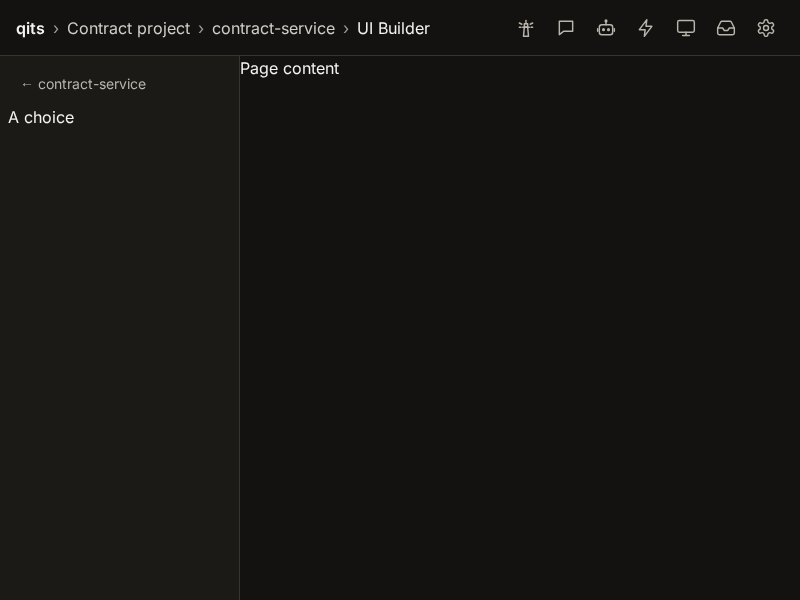 qits › Contract project › contract-service › UI Builder
← contract-service
A choice
Page content